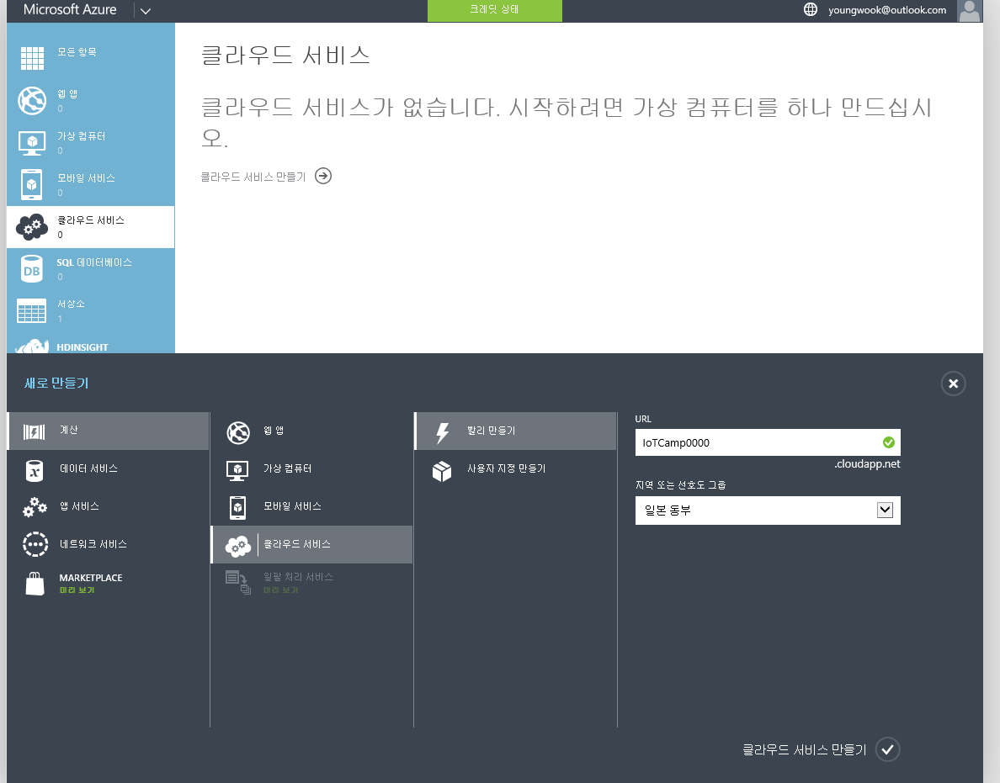 Microsoft Azure
크레딧 상태
youngwook@outlook.com
모든 항목
웹 앱
0
가상 컴퓨터
0
모바일 서비스
0
클라우드 서비스
0
SQL 데이터베이스
0
저장소
1
HDINSIGHT
클라우드 서비스
클라우드 서비스가 없습니다. 시작하려면 가상 컴퓨터를 하나 만드십시
오.
클라우드 서비스 만들기
새로 만들기
계산
데이터 서비스
앱 서비스
네트워크 서비스
MARKETPLACE
미리 보기
웹 앱
가상 컴퓨터
모바일 서비스
클라우드 서비스
일괄 처리 서비스
미리 보기
빨리 만들기
사용자 지정 만들기
URL
IoTCamp0000
.cloudapp.net
지역 또는 선호도 그룹
일본 동부
클라우드 서비스 만들기
DB